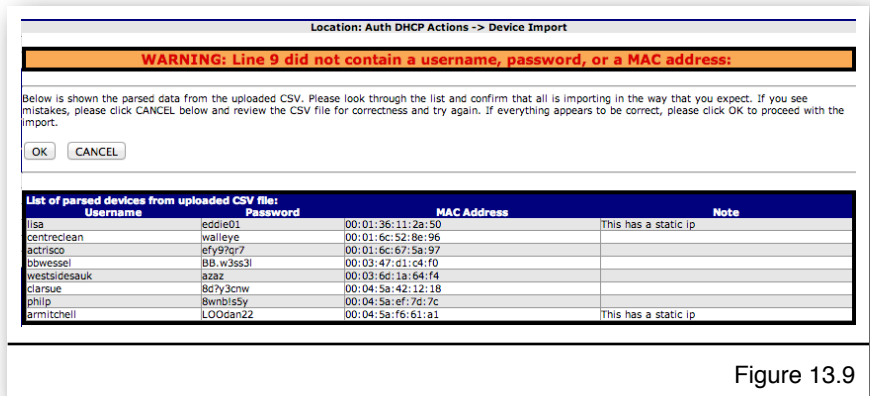 Location: Auth DHCP Actions -> Device Import
WARNING: Line 9 did not contain a username, password, or a MAC address:
Below is shown the parsed data from the uploaded CSV. Please look through the list and confirm that all is importing in the way that you expect. If you see
mistakes, please click CANCEL below and review the CSV file for correctness and try again. If everything appears to be correct, please click OK to proceed with the
import.
OK CANCEL
List of parsed devices from uploaded CSV file:
Username Password MAC Address Note
lisa eddie01 00:01:36:11:2a:50 This has a static ip
centreclean walleye 00:01:6c:52:8e:96
actrisco efy9?qr7 00:01:6c:67:5a:97
bbwessel BB.w3ss3l 00:03:47:d1:c4:f0
westsidesauk azaz 00:03:6d:1a:64:f4
clarsue 8d?y3cnw 00:04:5a:42:12:18
philp 8wnb!s5y 00:04:5a:ef:7d:7c
armitchell LOOdan22 00:04:5a:f6:61:a1 This has a static ip
Figure 13.9